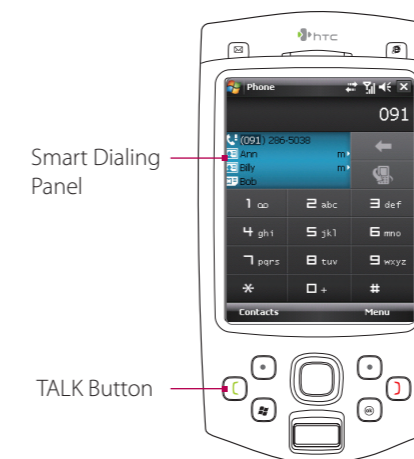 hTC
Phone
091
(091) 286-5038
Ann m
Billy m
Bob
Smart Dialing
Panel
1 2 abc 3 def
4 ghi 5 jkl 6 mno
7 pqrs 8 tuv 9 wxyz
* 0 + #
Contacts Menu
TALK Button
ok